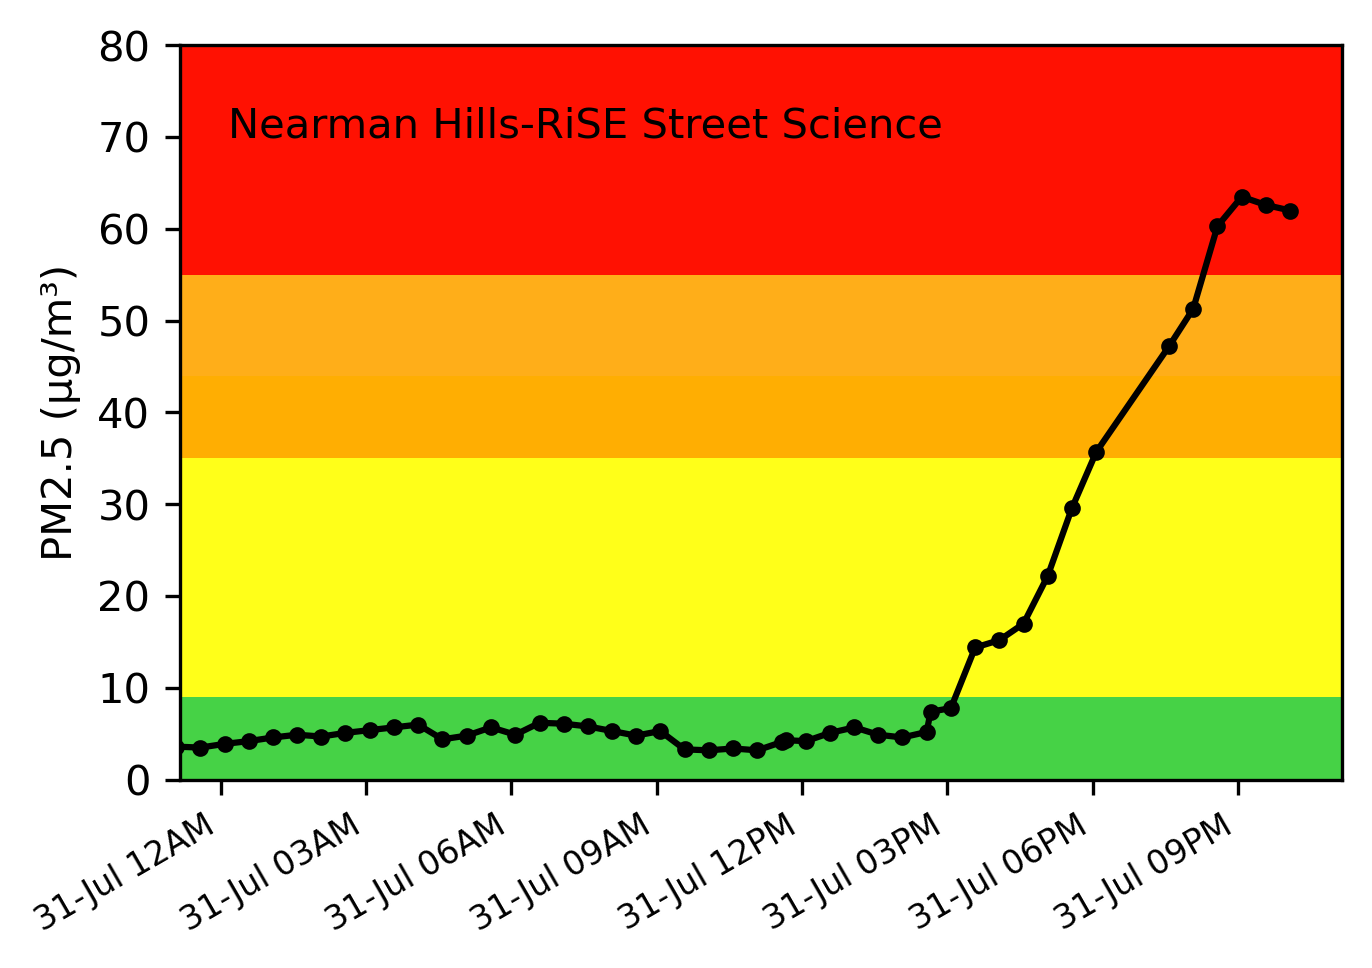 80
Nearman Hills-RiSE Street Science
70
60
50
40
30
20
10
0
PM2.5 (µg/m³)
31-Jul 12AM
31-Jul 03AM
31-Jul 06AM
31-Jul 09AM
31-Jul 12PM
31-Jul 03PM
31-Jul 06PM
31-Jul 09PM